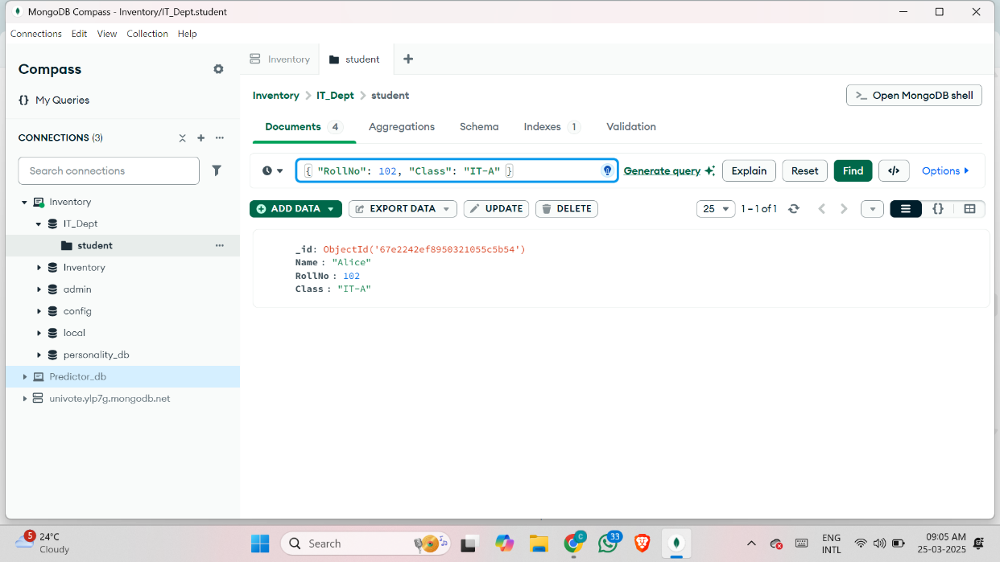 MongoDB Compass - Inventory/IT_Dept.student
Connections Edit View Collection Help
Compass
{} My Queries
CONNECTIONS (3)
Search connections
Inventory
IT_Dept
student
Inventory
admin
config
local
personality_db
Predictor_db
univote.ylp7g.mongodb.net
Inventory
student
Inventory > IT_Dept > student
>_ Open MongoDB shell
Documents 4 Aggregations Schema Indexes 1 Validation
{ "RollNo": 102, "Class": "IT-A" }
Generate query Explain Reset Find </> Options
ADD DATA EXPORT DATA UPDATE DELETE 25 1 – 1 of 1 {}
_id: ObjectId('67e2242ef8950321055c5b54')
Name : "Alice"
RollNo : 102
Class : "IT-A"
5 24°C
Cloudy
Search
C
33
ENG
INTL
09:05 AM
25-03-2025